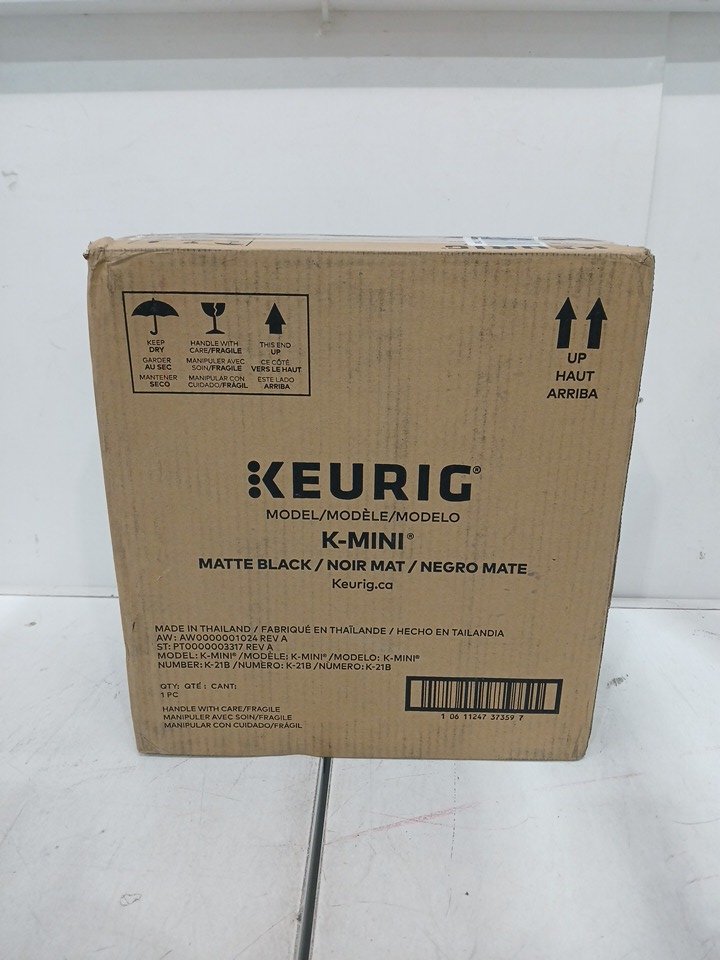 KEURIG
KEEP DRY
GARDER AU SEC
MANTENER SECO
HANDLE WITH CARE/FRAGILE
MANIPULER AVEC SOIN/FRAGILE
MANIPULAR CON CUIDADO/FRÁGIL
THIS END UP
CE CÔTÉ VERS LE HAUT
ESTE LADO ARRIBA
UP
HAUT
ARRIBA
KEURIG®
MODEL/MODÈLE/MODELO
K-MINI®
MATTE BLACK / NOIR MAT / NEGRO MATE
Keurig.ca
MADE IN THAILAND / FABRIQUÉ EN THAÏLANDE / HECHO EN TAILANDIA
AW: AW0000001024 REV A
ST: PT0000003317 REV A
MODEL: K-MINI® /MODÈLE: K-MINI® /MODELO: K-MINI®
NUMBER: K-21B /NUMÉRO: K-21B /NÚMERO: K-21B
QTY: QTÉ: CANT:
1 PC
HANDLE WITH CARE/FRAGILE
MANIPULER AVEC SOIN/FRAGILE
MANIPULAR CON CUIDADO/FRÁGIL
1 06 11247 37359 7